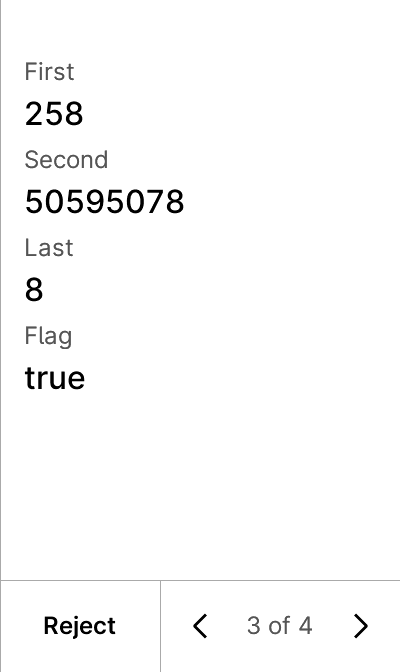 First
258
Second
50595078
Last
8
Flag
true
Reject
3 of 4